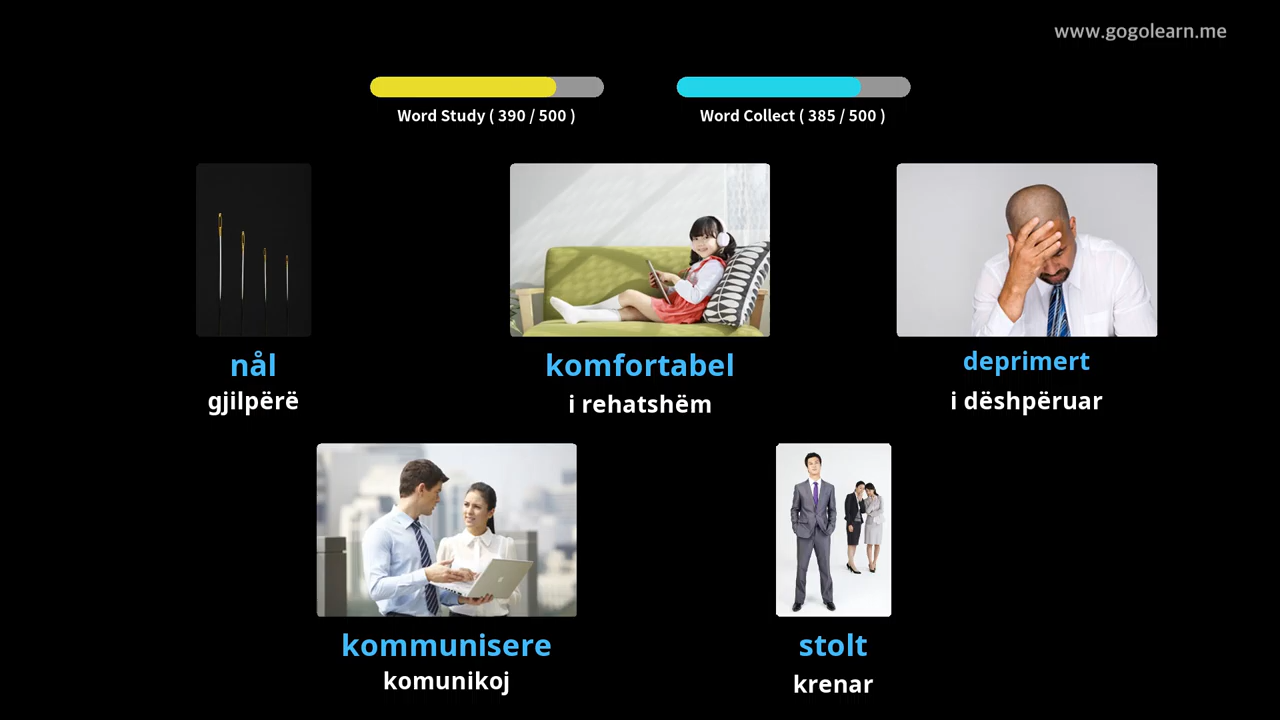 www.gogolearn.me
Word Study ( 390 / 500 )
Word Collect ( 385 / 500 )
nål
gjilpërë
komfortabel
i rehatshëm
deprimert
i dëshpëruar
kommunisere
komunikoj
stolt
krenar